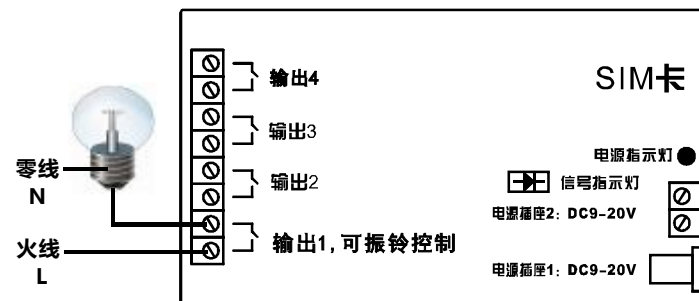 输出4
SIM卡
输出3
电源指示灯
零线
N
输出2
信号指示灯
电源插座2: DC9-20V
火线
L
输出1,可振铃控制
电源插座1: DC9-20V